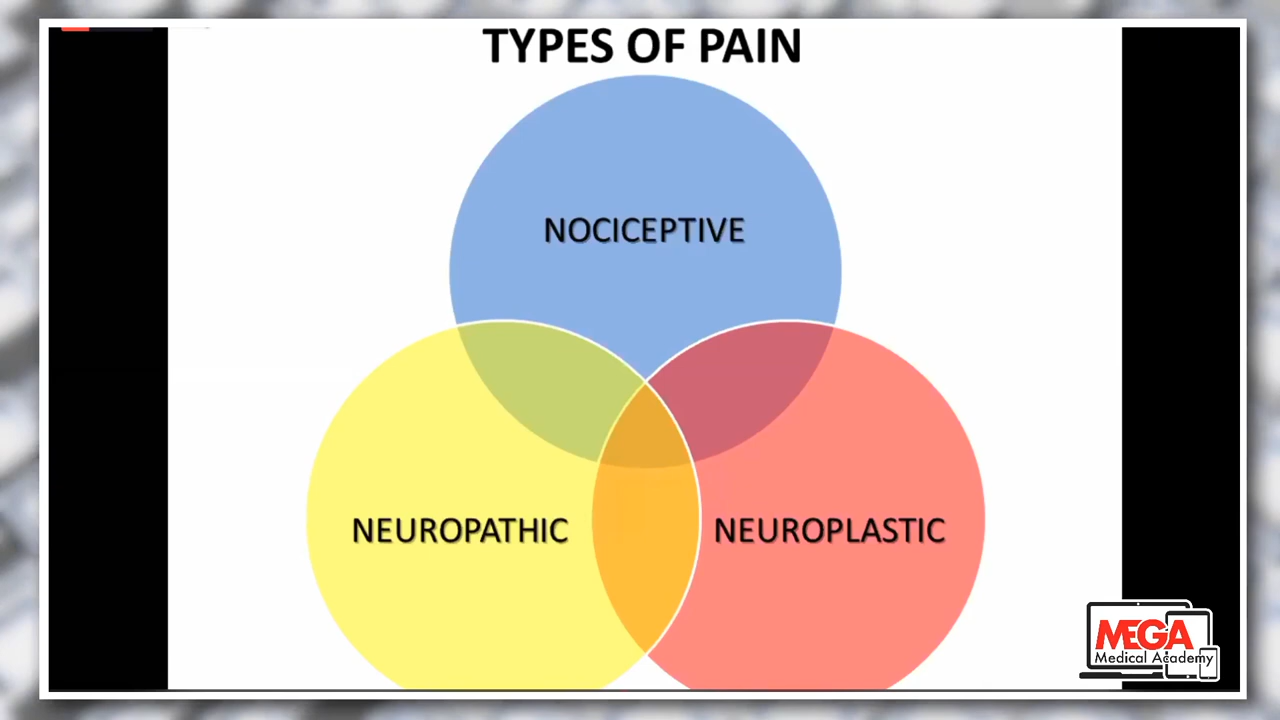 TYPES OF PAIN
NOCICEPTIVE
NEUROPATHIC
NEUROPLASTIC
MEGA
Medical Academy